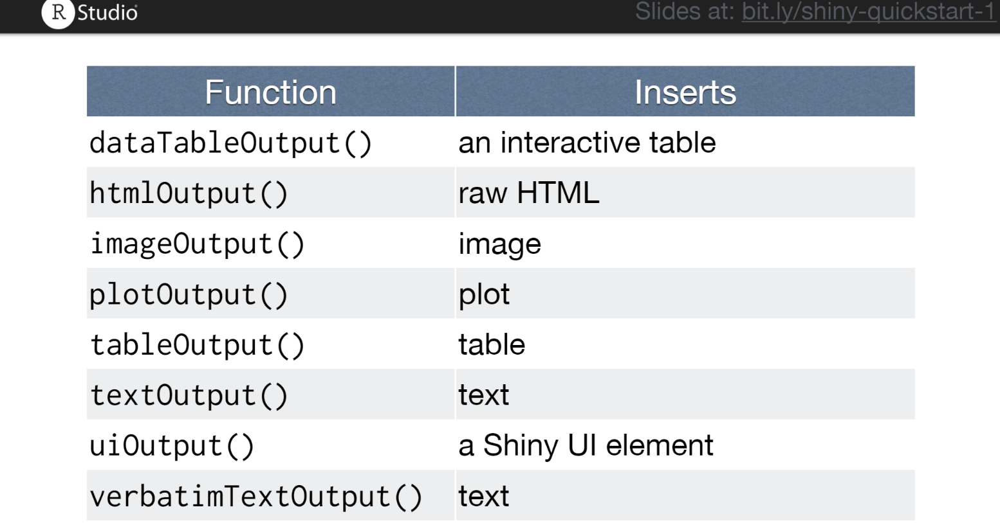 R Studio
Slides at: bit.ly/shiny-quickstart-1
Function Inserts
dataTableOutput() an interactive table
htmlOutput() raw HTML
imageOutput() image
plotOutput() plot
tableOutput() table
textOutput() text
uiOutput() a Shiny UI element
verbatimTextOutput() text